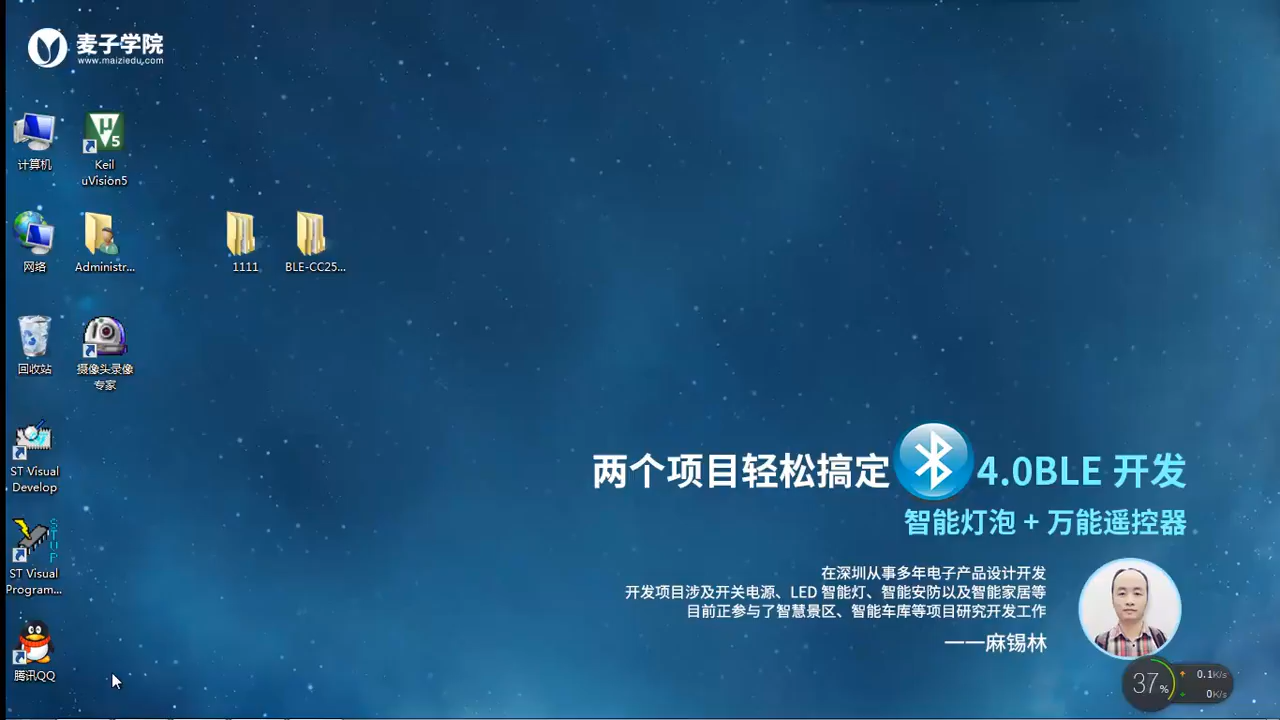 麦子学院
www.maiziedu.com
计算机
Keil
uVision5
网络
Administr...
1111
BLE-CC25...
回收站
摄像头录像
专家
ST Visual
Develop
ST Visual
Program...
腾讯QQ
两个项目轻松搞定 4.0BLE 开发
智能灯泡 + 万能遥控器
在深圳从事多年电子产品设计开发
开发项目涉及开关电源、LED 智能灯、智能安防以及智能家居等
目前正参与了智慧景区、智能车库等项目研究开发工作
——麻锡林
37%
0.1K/s
0K/s